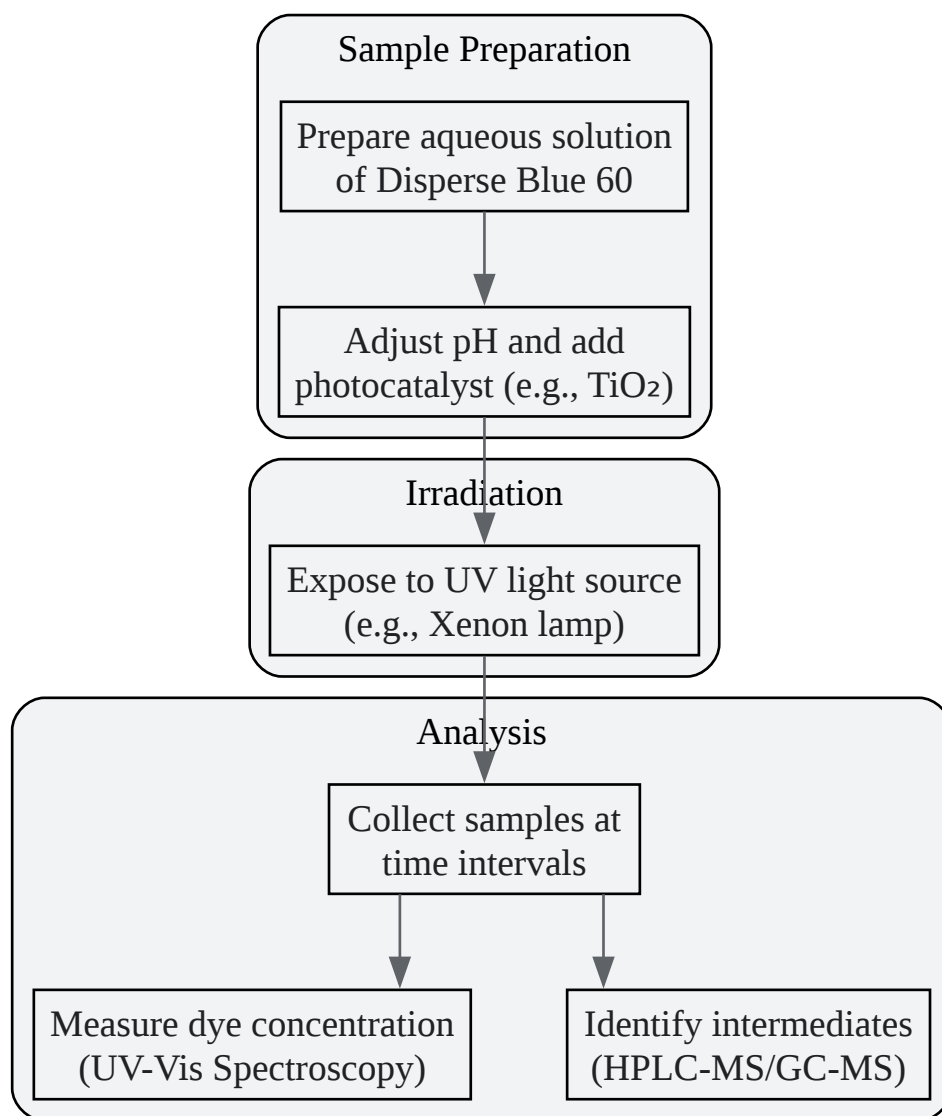 Sample Preparation
Prepare aqueous solution
of Disperse Blue 60
Adjust pH and add
photocatalyst (e.g., TiO₂)
Irradiation
Expose to UV light source
(e.g., Xenon lamp)
Analysis
Collect samples at
time intervals
Measure dye concentration
(UV-Vis Spectroscopy)
Identify intermediates
(HPLC-MS/GC-MS)